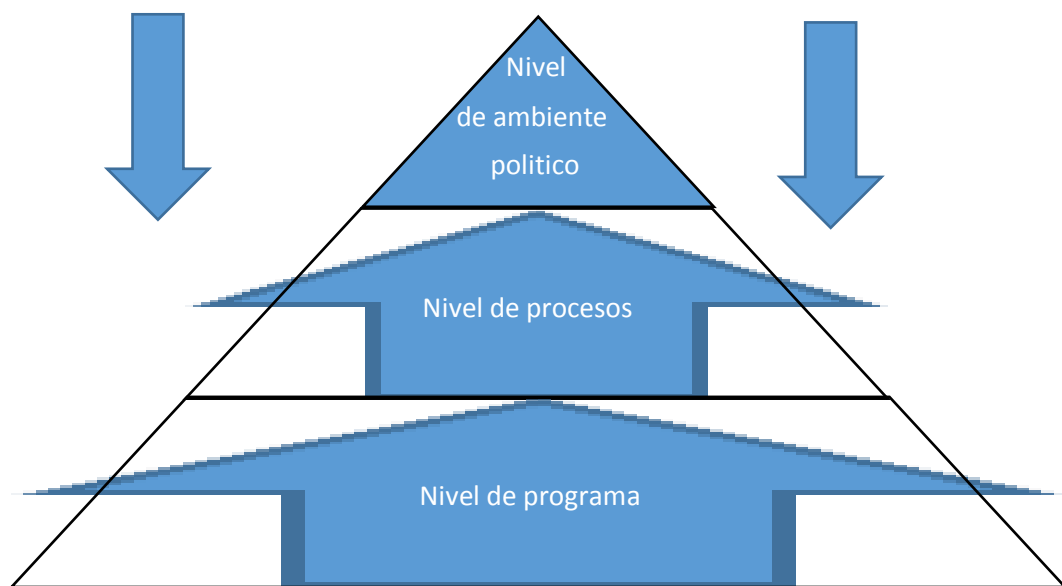 Nivel
de ambiente
politico
Nivel de procesos
Nivel de programa